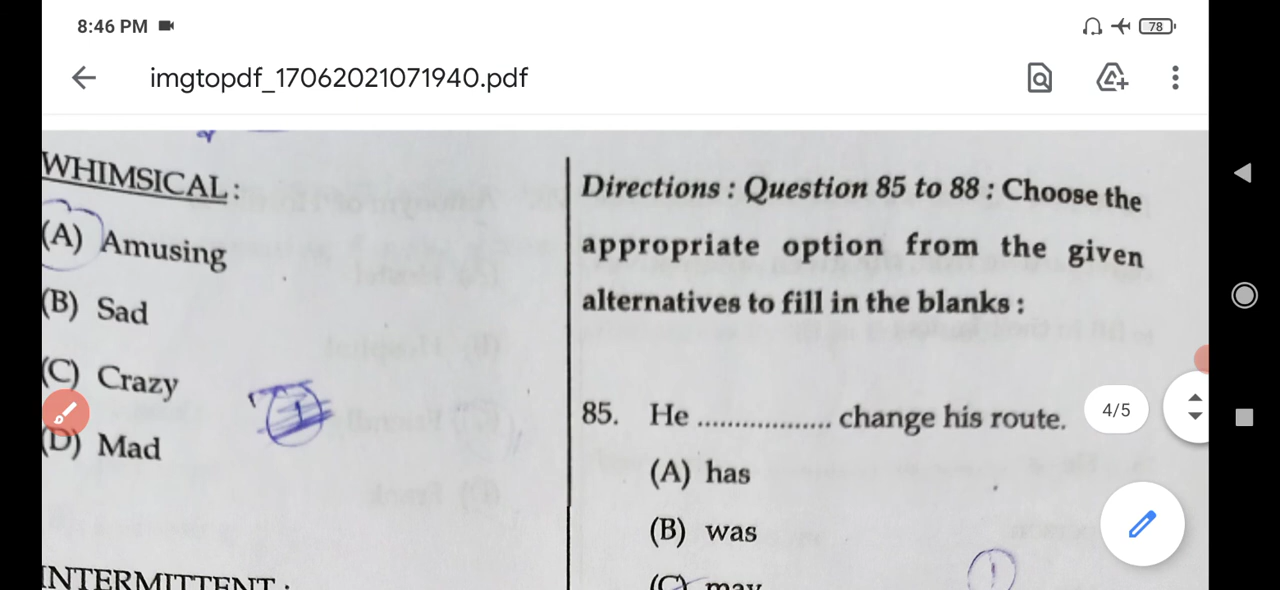 8:46 PM
78
imgtopdf_17062021071940.pdf
WHIMSICAL :
(A) Amusing
(B) Sad
(C) Crazy
(D) Mad
INTERMITTENT :
Directions : Question 85 to 88 : Choose the
appropriate option from the given
alternatives to fill in the blanks :
85. He .................. change his route.
(A) has
(B) was
(C) may
4/5